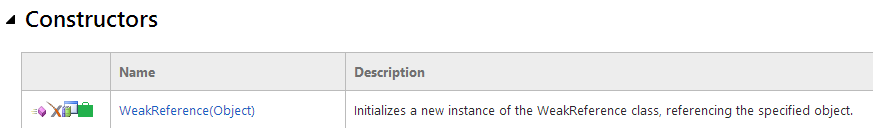 Constructors
Name Description
WeakReference(Object) Initializes a new instance of the WeakReference class, referencing the specified object.